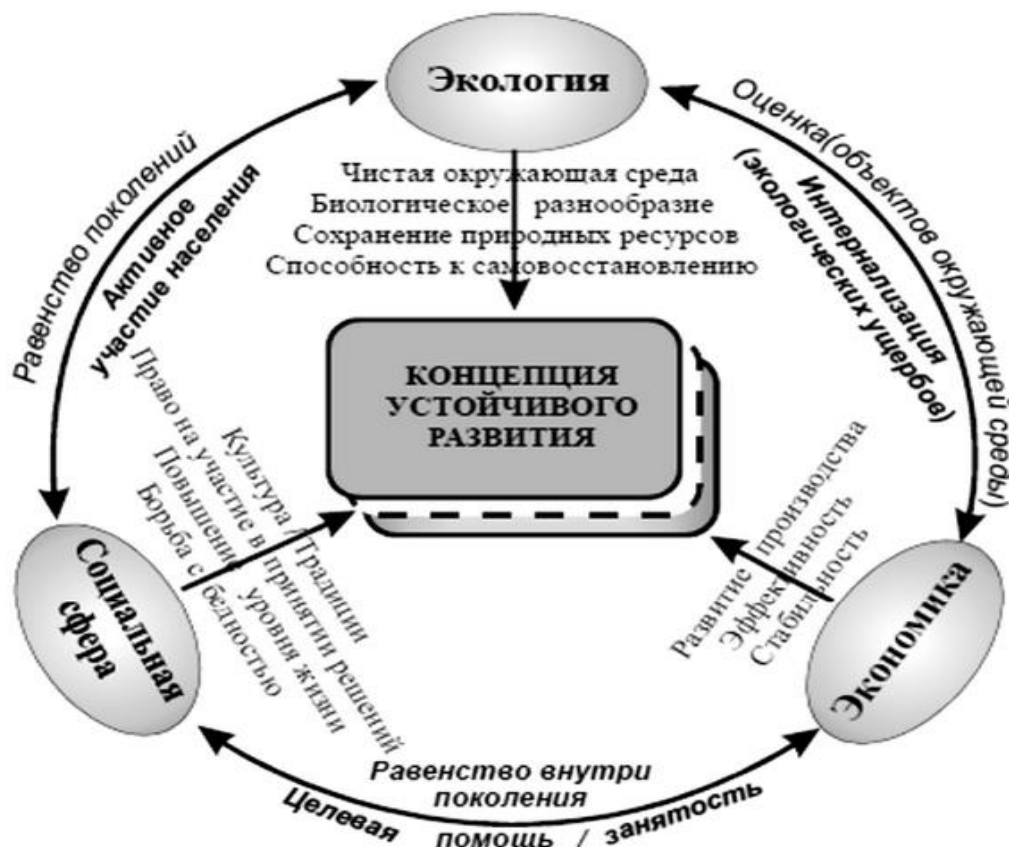 Экология
Чистая окружающая среда
Биологическое разнообразие
Сохранение природных ресурсов
Способность к самовосстановлению
Равенство поколений
Активное
участие населения
Оценка(объектов окружающей среды)
Интернализация
(экологических ущербов)
КОНЦЕПЦИЯ
УСТОЙЧИВОГО
РАЗВИТИЯ
Культура / Традиции
Право на участие в принятии решений
Повышение уровня жизни
Борьба с бедностью
Развитие производства
Эффективность
Стабильность
Социальная
сфера
Экономика
Равенство внутри
поколения
Целевая помощь / занятость